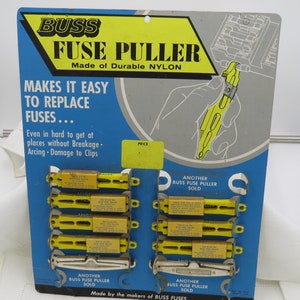 BUSS
FUSE PULLER
Made of Durable NYLON
MAKES IT EASY
TO REPLACE
FUSES...
Even in hard to get at
places without Breakage •
Arcing - Damage to Clips
PRICE
ANOTHER
BUSS FUSE PULLER
SOLD
ANOTHER
BUSS FUSE PULLER
SOLD
ANOTHER
BUSS FUSE PULLER
SOLD
Made by the makers of BUSS FUSES